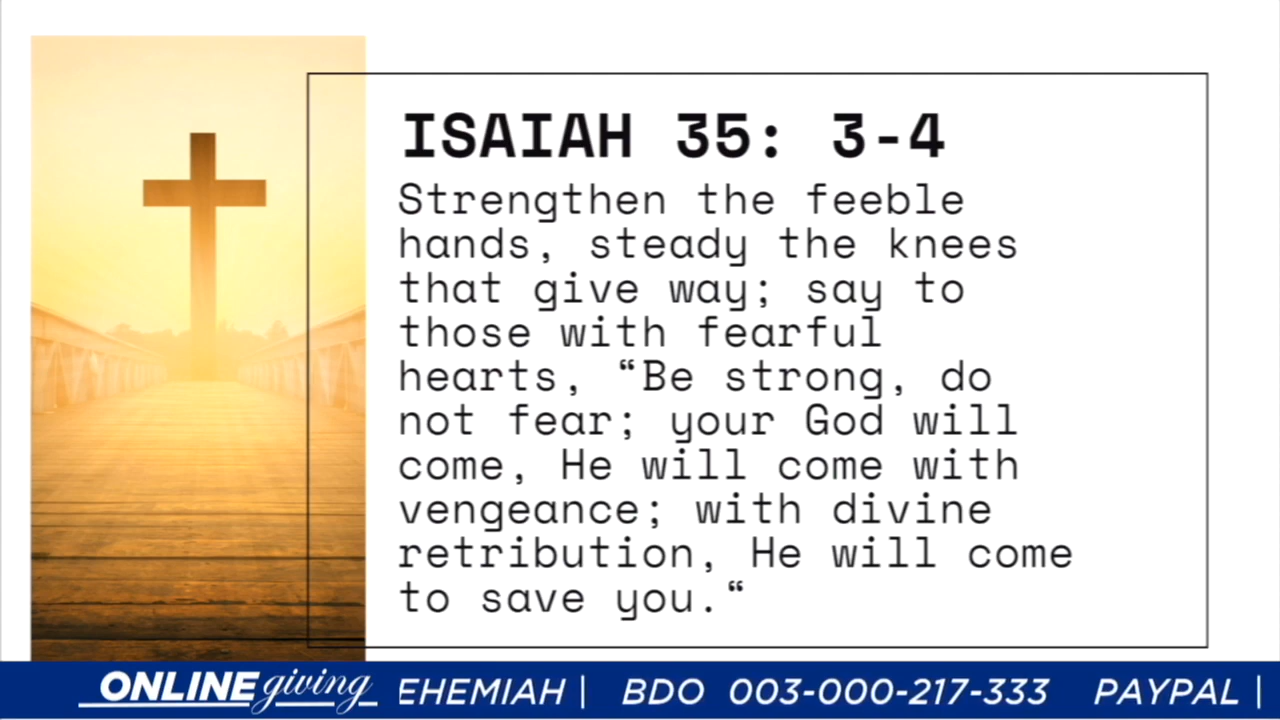 ISAIAH 35: 3-4
Strengthen the feeble
hands, steady the knees
that give way; say to
those with fearful
hearts, “Be strong, do
not fear; your God will
come, He will come with
vengeance; with divine
retribution, He will come
to save you.“
ONLINE giving EHEMIAH | BDO 003-000-217-333 PAYPAL |